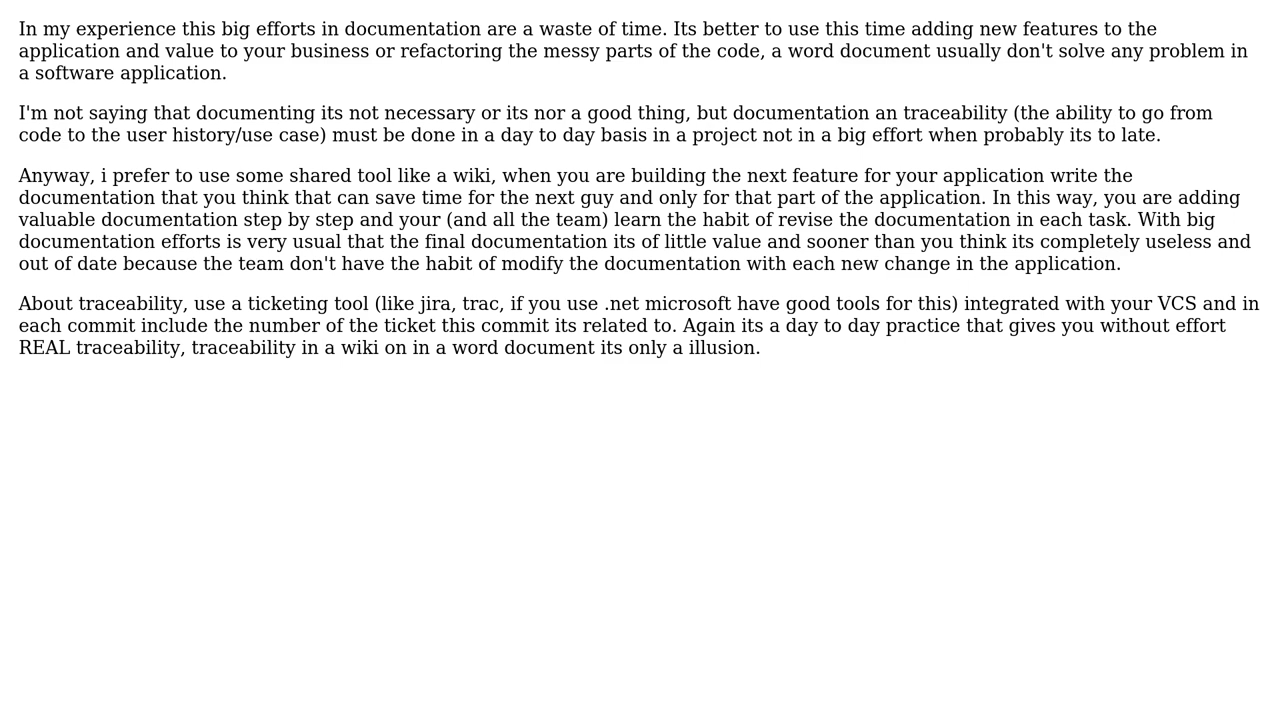 In my experience this big efforts in documentation are a waste of time. Its better to use this time adding new features to the
application and value to your business or refactoring the messy parts of the code, a word document usually don't solve any problem in
a software application.
I'm not saying that documenting its not necessary or its nor a good thing, but documentation an traceability (the ability to go from
code to the user history/use case) must be done in a day to day basis in a project not in a big effort when probably its to late.
Anyway, i prefer to use some shared tool like a wiki, when you are building the next feature for your application write the
documentation that you think that can save time for the next guy and only for that part of the application. In this way, you are adding
valuable documentation step by step and your (and all the team) learn the habit of revise the documentation in each task. With big
documentation efforts is very usual that the final documentation its of little value and sooner than you think its completely useless and
out of date because the team don't have the habit of modify the documentation with each new change in the application.
About traceability, use a ticketing tool (like jira, trac, if you use .net microsoft have good tools for this) integrated with your VCS and in
each commit include the number of the ticket this commit its related to. Again its a day to day practice that gives you without effort
REAL traceability, traceability in a wiki on in a word document its only a illusion.